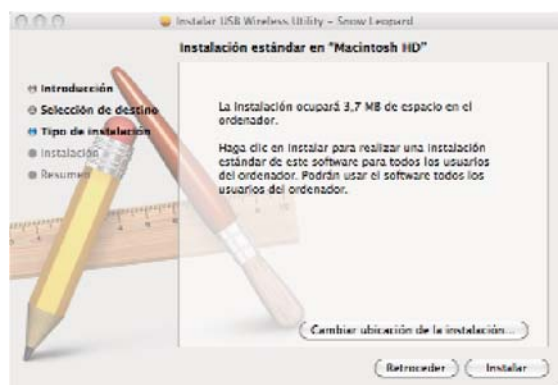 Instalar USB Wireless Utility – Snow Leopard
Instalación estándar en "Macintosh HD"
Introducción
Selección de destino
Tipo de instalación
Instalación
Resumen
La instalación ocupará 3,7 MB de espacio en el
ordenador.
Haga clic en Instalar para realizar una instalación
estándar de este software para todos los usuarios
del ordenador. Podrán usar el software todos los
usuarios del ordenador.
Cambiar ubicación de la instalación...
Retroceder
Instalar